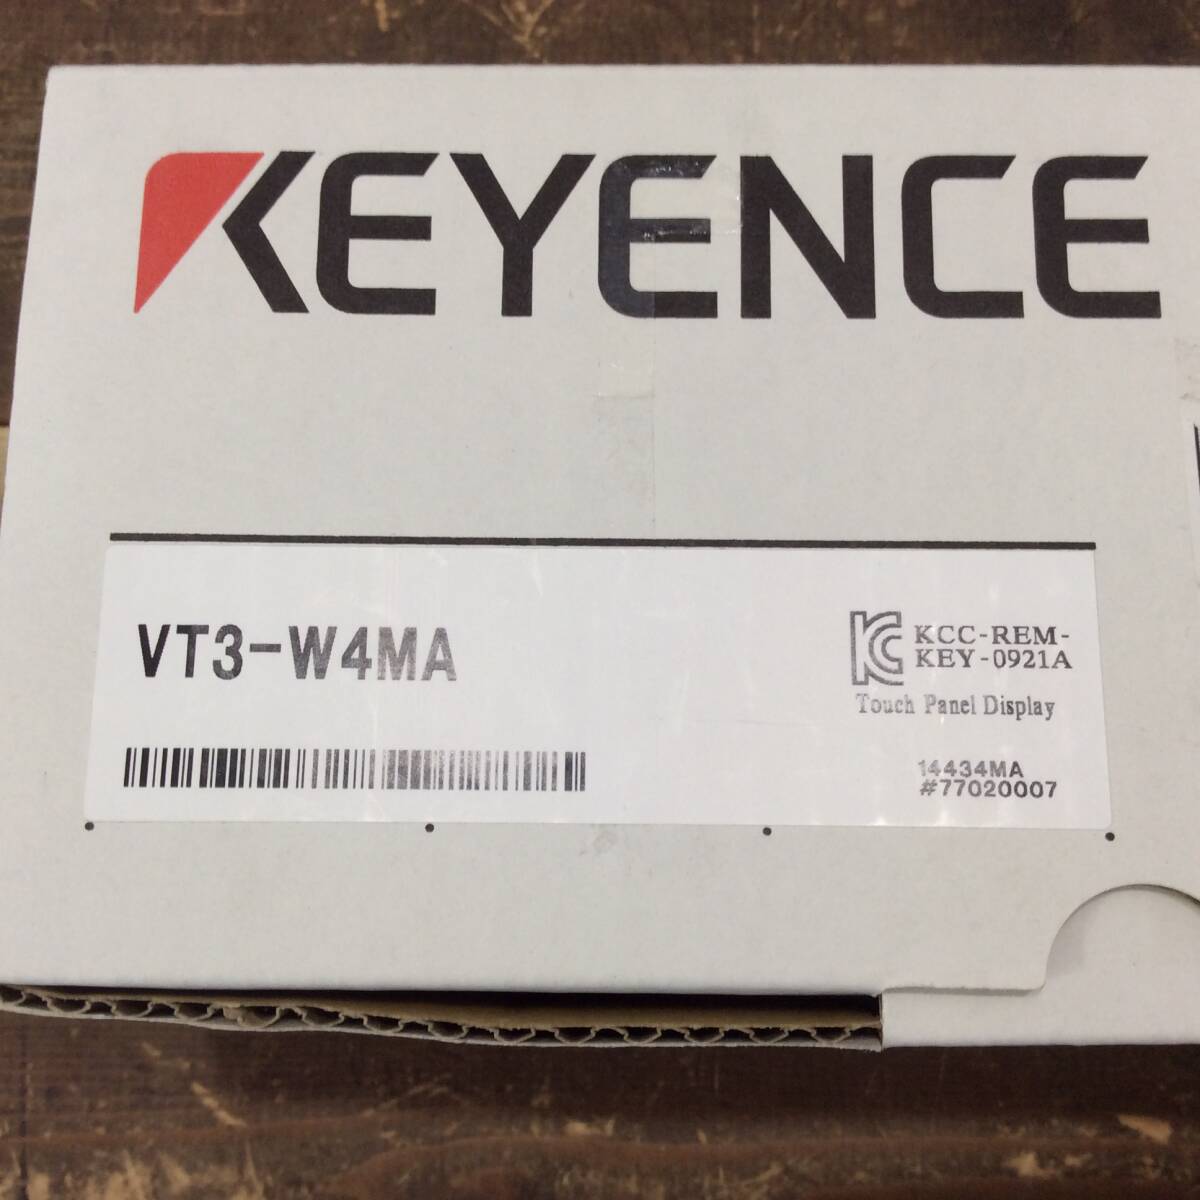 KEYENCE
VT3-W4MA
KCC-REM-
KEY-0921A
Touch Panel Display
14434MA
#77020007